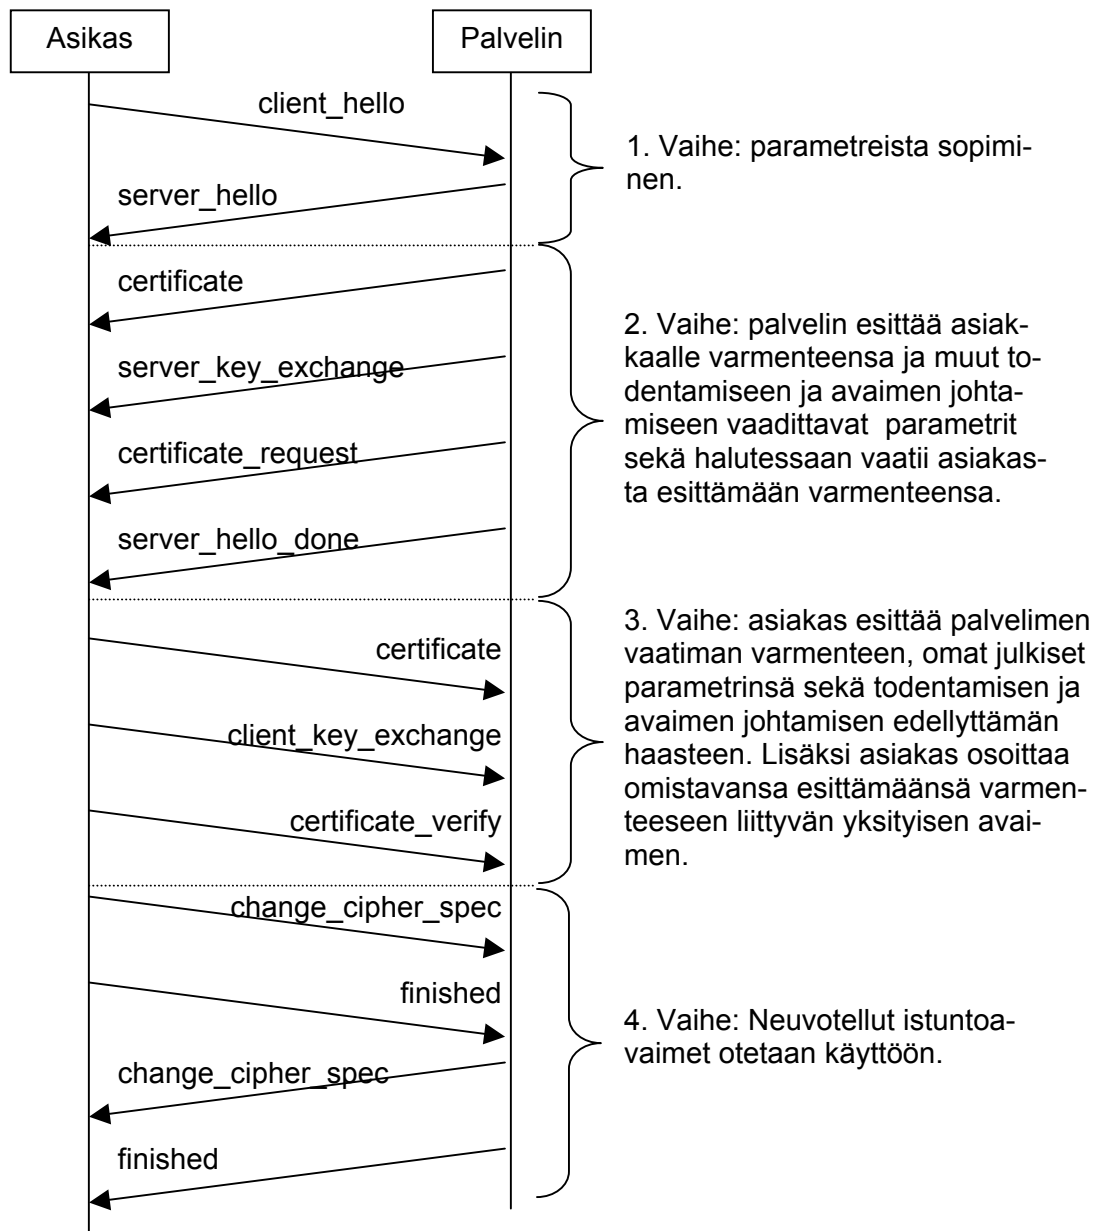 Asikas
Palvelin
client_hello
server_hello
1. Vaihe: parametreista sopimi-
nen.
certificate
server_key_exchange
certificate_request
server_hello_done
2. Vaihe: palvelin esittää asiak-
kaalle varmenteensa ja muut to-
dentamiseen ja avaimen johta-
miseen vaadittavat parametrit
sekä halutessaan vaatii asiakas-
ta esittämään varmenteensa.
certificate
client_key_exchange
certificate_verify
3. Vaihe: asiakas esittää palvelimen
vaatiman varmenteen, omat julkiset
parametrinsä sekä todentamisen ja
avaimen johtamisen edellyttämän
haasteen. Lisäksi asiakas osoittaa
omistavansa esittämäänsä varmen-
teeseen liittyvän yksityisen avai-
men.
change_cipher_spec
finished
change_cipher_spec
finished
4. Vaihe: Neuvotellut istuntoa-
vaimet otetaan käyttöön.